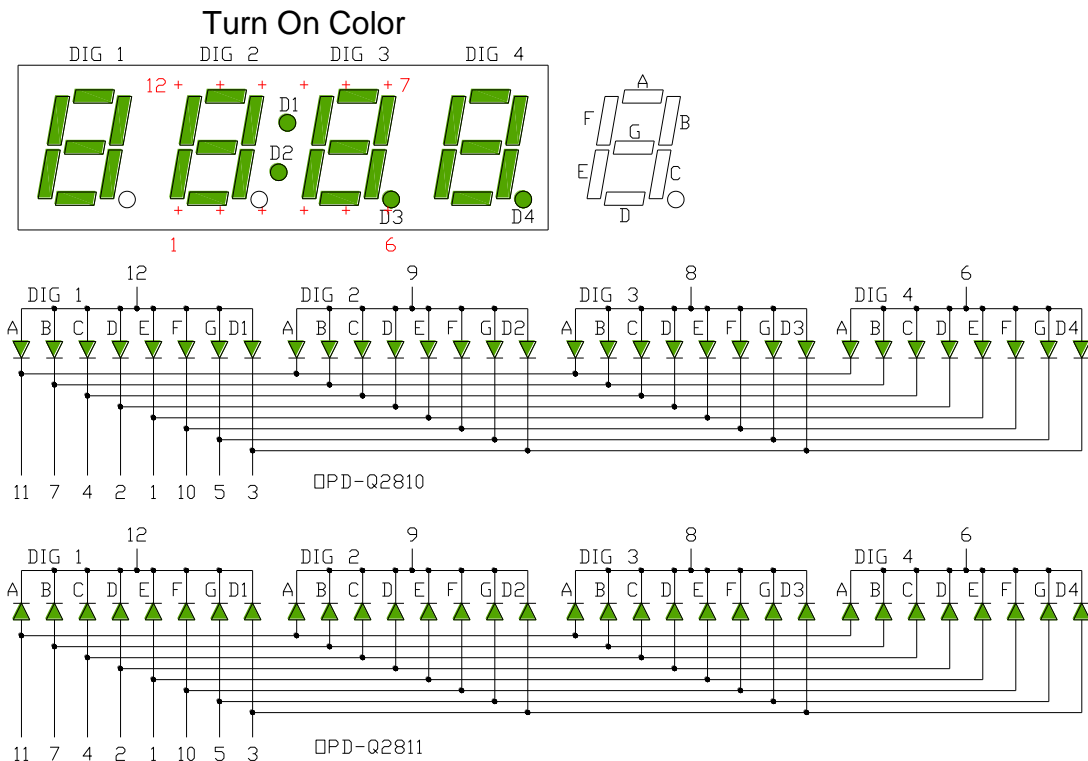 Turn On Color
DIG 1 DIG 2 DIG 3 DIG 4
12 7
D1
D2
D3 D4
1 6
A
F B
G
E C
D
12 9 8 6
DIG 1 DIG 2 DIG 3 DIG 4
A B C D E F G D1 A B C D E F G D2 A B C D E F G D3 A B C D E F G D4
11 7 4 2 1 10 5 3
□PD-Q2810
12 9 8 6
DIG 1 DIG 2 DIG 3 DIG 4
A B C D E F G D1 A B C D E F G D2 A B C D E F G D3 A B C D E F G D4
11 7 4 2 1 10 5 3
□PD-Q2811